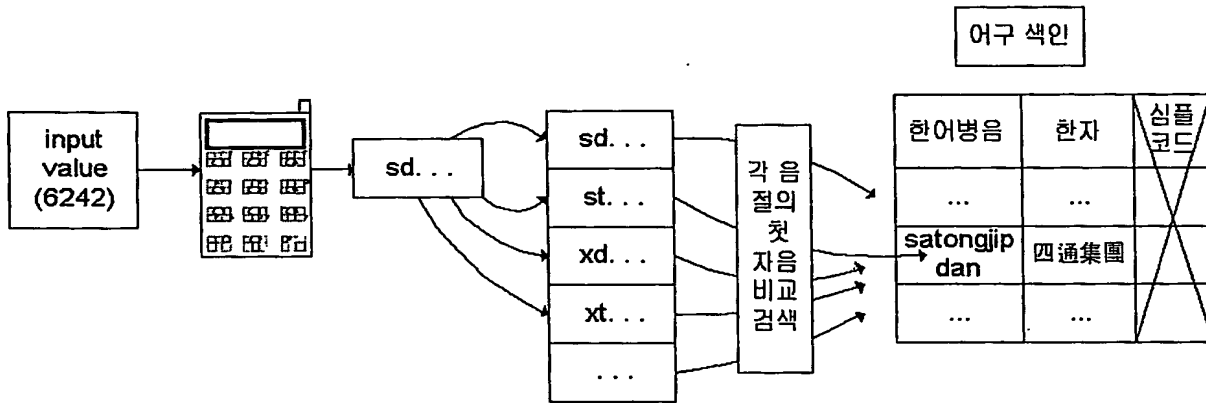 어구 색인
input
value
(6242)
sd. . .
sd. . .
st. . .
xd. . .
xt. . .
. . .
각 음
절의
첫
자음
비교
검색
한어병음
한자
심플
코드
...
...
satongjip
dan
四通集團
...
...